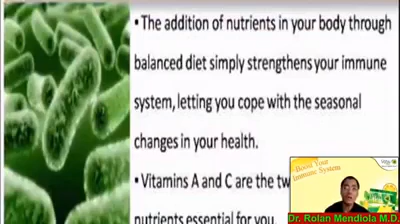 • The addition of nutrients in your body through
balanced diet simply strengthens your immune
system, letting you cope with the seasonal
changes in your health.
• Vitamins A and C are the tw
nutrients essential for you.
Boost Your
Immune System
Dr. Rolan Mendiola M.D.